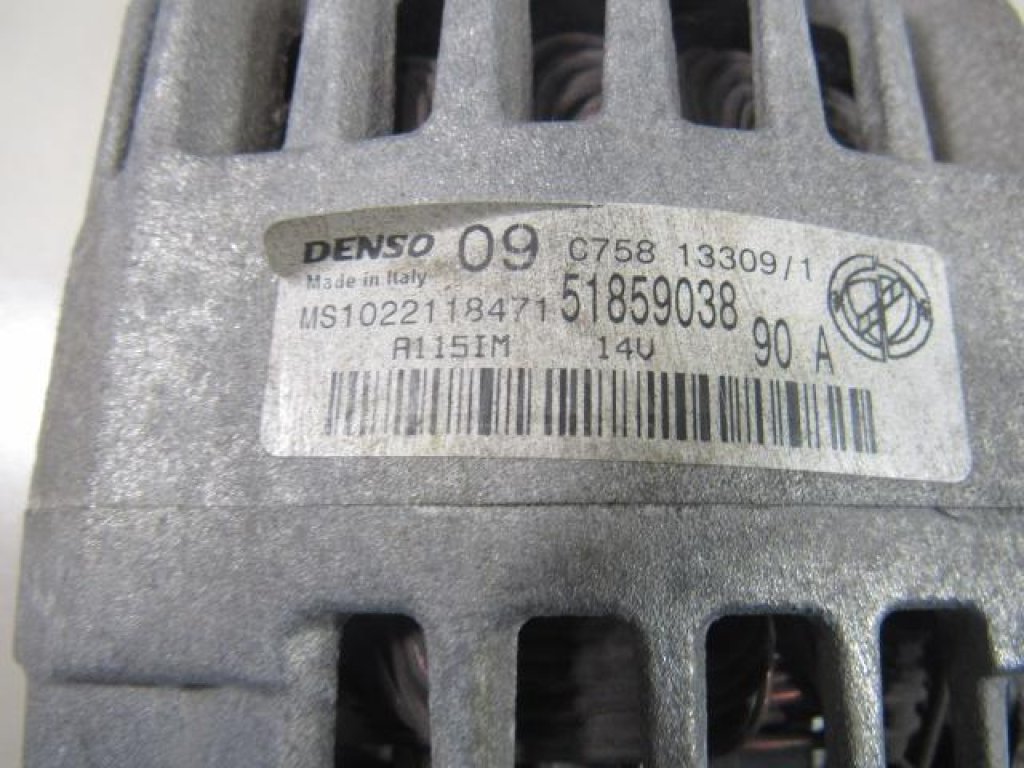 DENSO 09 C758 13309/1
Made in Italy
MS1022118471 51859038
A115IM 14V 90 A